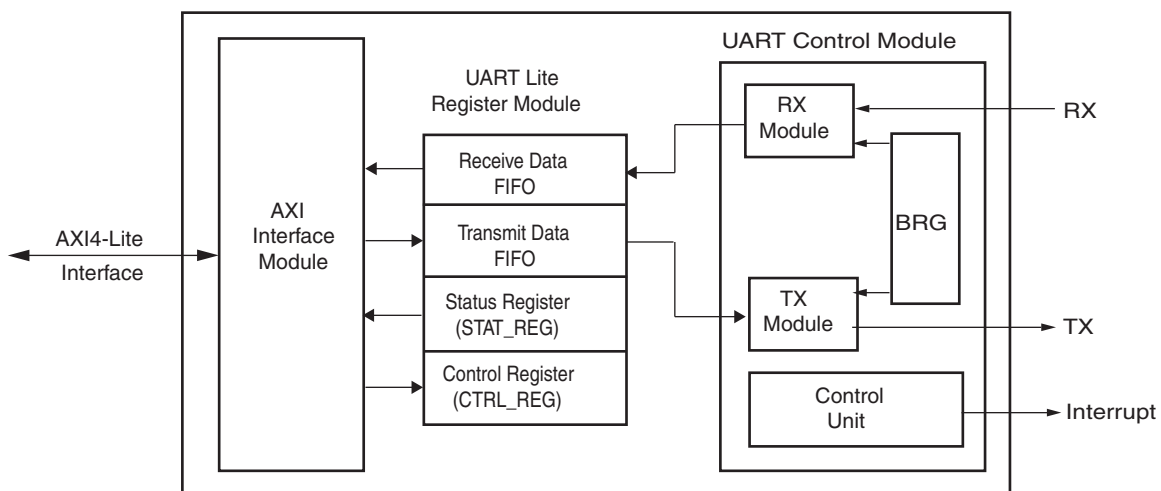 UART Control Module
UART Lite
Register Module
RX
Module
RX
Receive Data
FIFO
AXI
Interface
Module
BRG
AXI4-Lite
Interface
Transmit Data
FIFO
TX
Module
TX
Status Register
(STAT_REG)
Control Register
(CTRL_REG)
Control
Unit
Interrupt